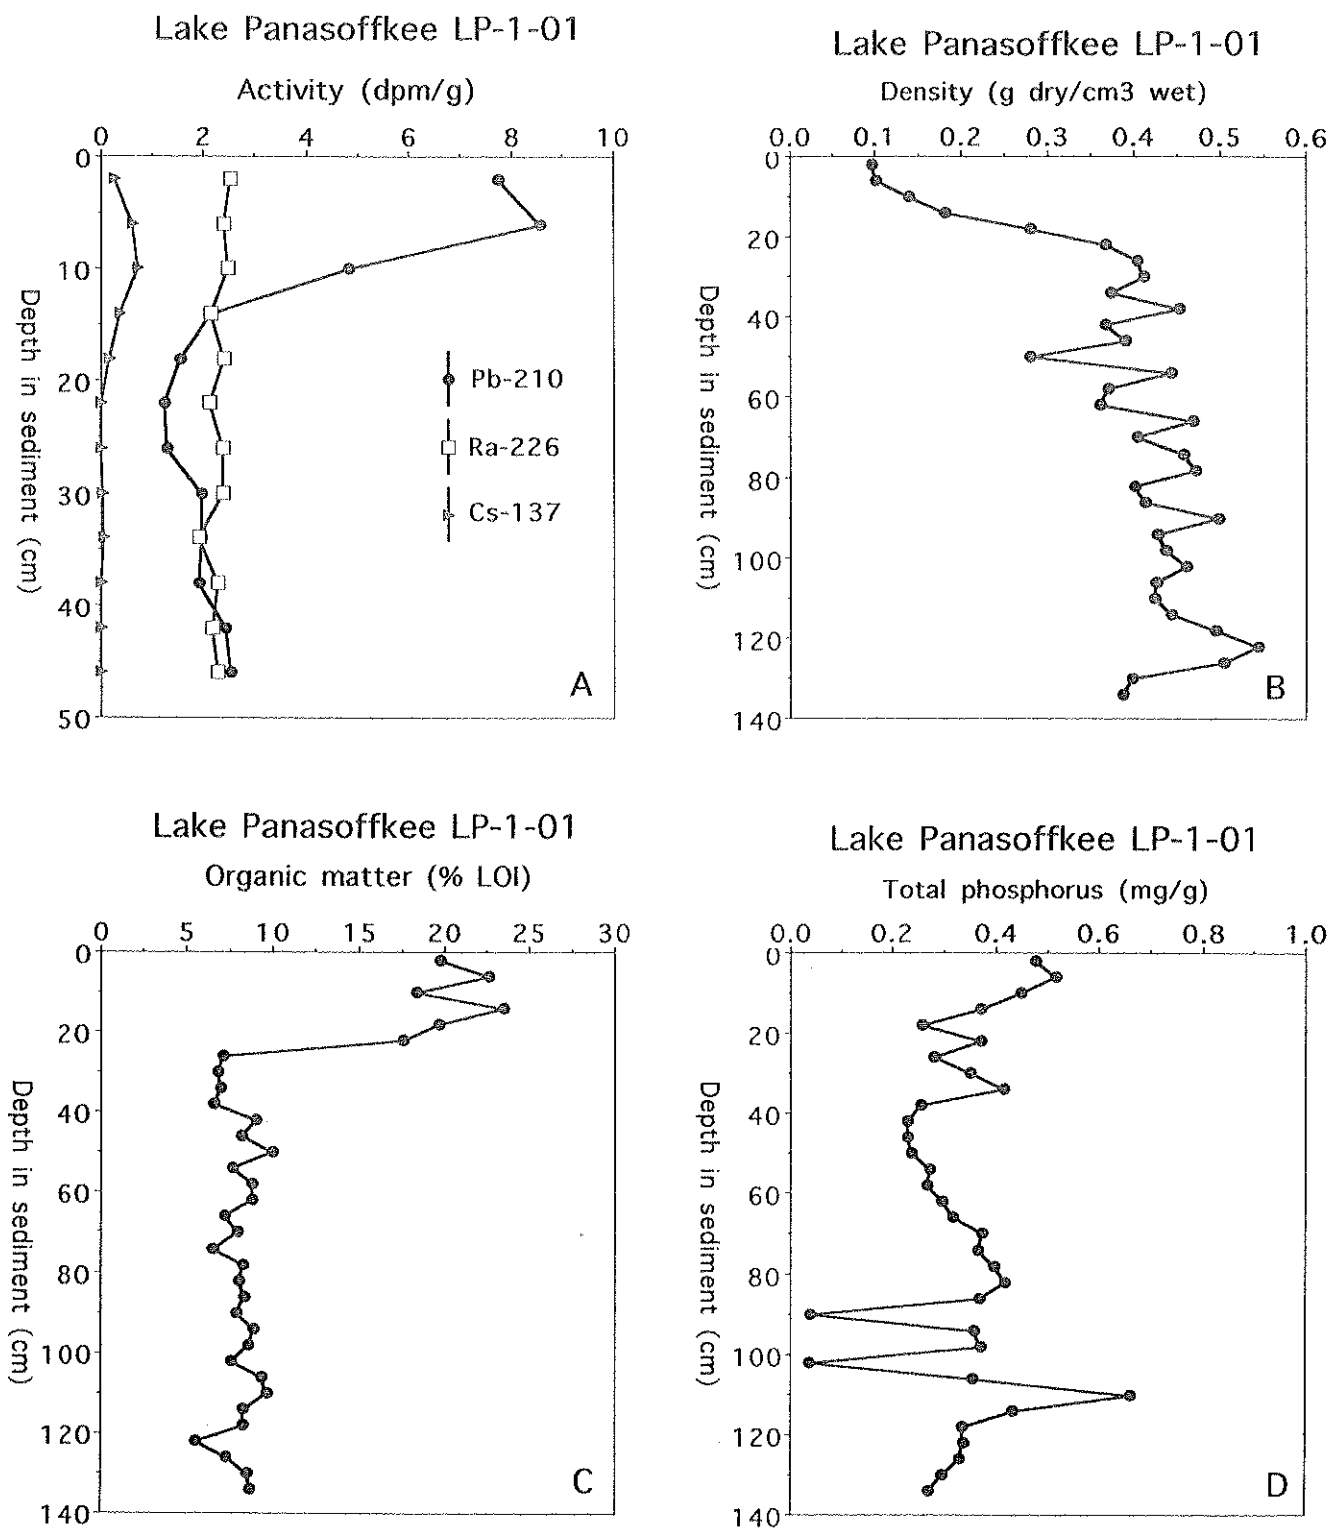 Lake Panasoffkee LP-1-01
Activity (dpm/g)
0 2 4 6 8 10
0
10
20
30
40
50
Depth in sediment (cm)
Pb-210
Ra-226
Cs-137
A
Lake Panasoffkee LP-1-01
Density (g dry/cm3 wet)
0.0 0.1 0.2 0.3 0.4 0.5 0.6
0
20
40
60
80
100
120
140
Depth in sediment (cm)
B
Lake Panasoffkee LP-1-01
Organic matter (% LOI)
0 5 10 15 20 25 30
0
20
40
60
80
100
120
140
Depth in sediment (cm)
C
Lake Panasoffkee LP-1-01
Total phosphorus (mg/g)
0.0 0.2 0.4 0.6 0.8 1.0
0
20
40
60
80
100
120
140
Depth in sediment (cm)
D